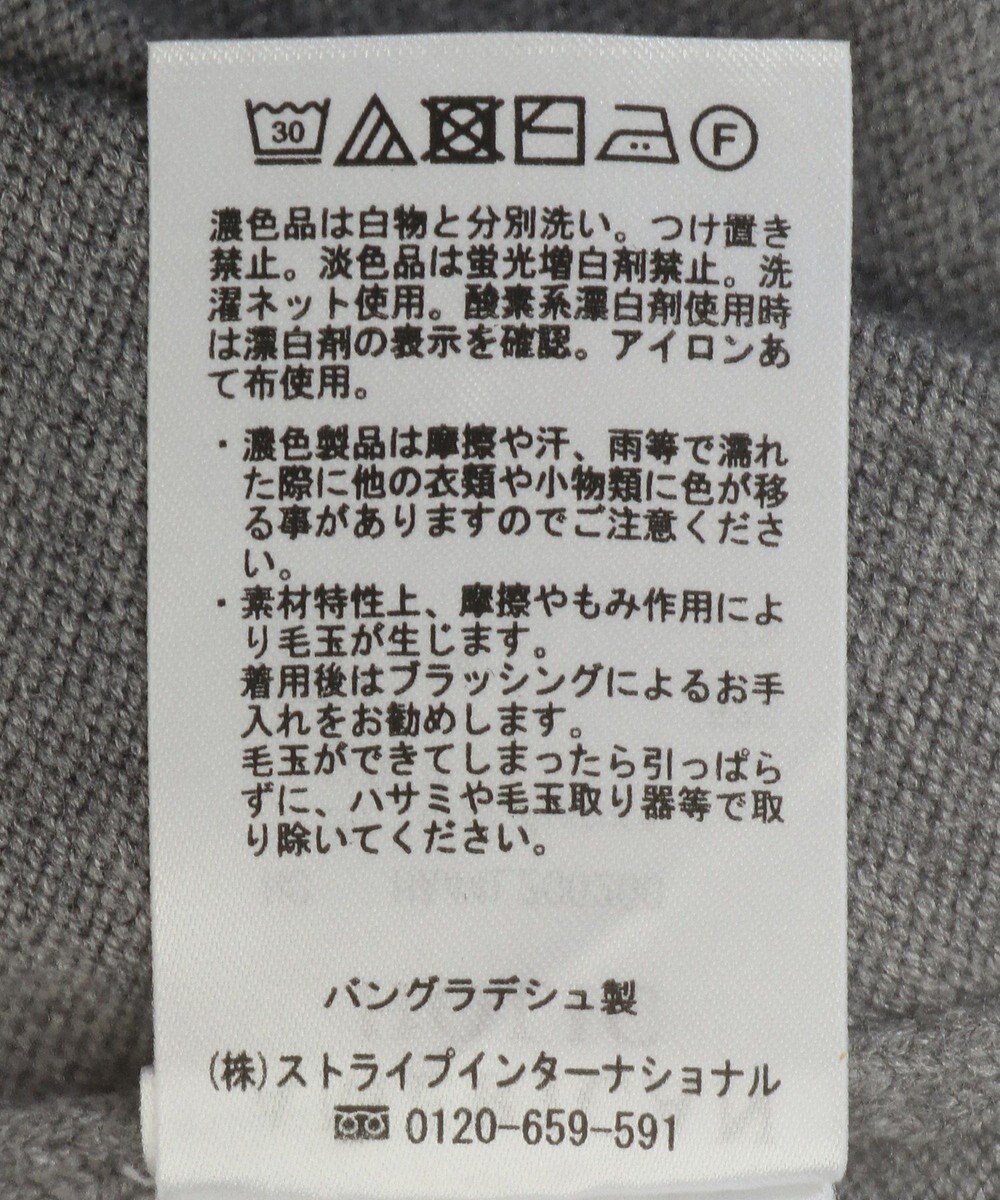 30 F
濃色品は白物と分別洗い。つけ置き
禁止。淡色品は蛍光増白剤禁止。洗
濯ネット使用。酸素系漂白剤使用時
は漂白剤の表示を確認。アイロンあ
て布使用。
・濃色製品は摩擦や汗、雨等で濡れ
た際に他の衣類や小物類に色が移
る事がありますのでご注意くださ
い。
・素材特性上、摩擦やもみ作用によ
り毛玉が生じます。
着用後はブラッシングによるお手
入れをお勧めします。
毛玉ができてしまったら引っぱら
ずに、ハサミや毛玉取り器等で取
り除いてください。
バングラデシュ製
(株)ストライプインターナショナル
0120-659-591